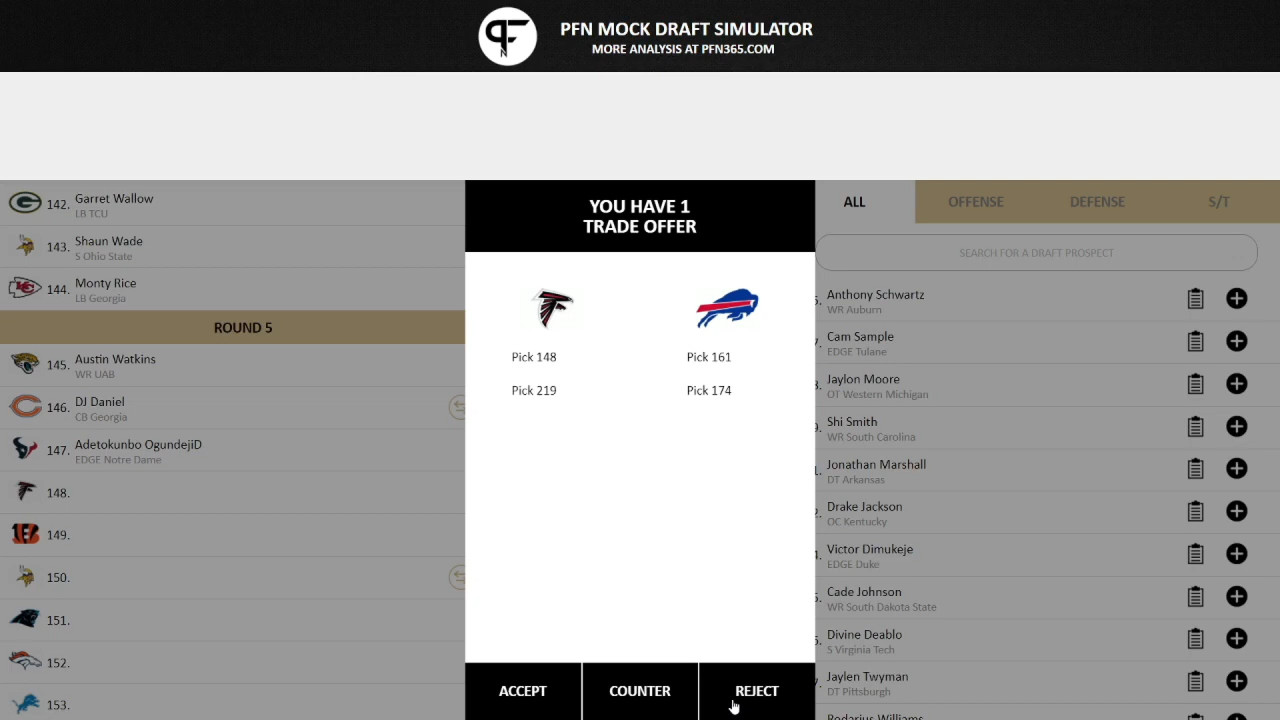 PFN MOCK DRAFT SIMULATOR
MORE ANALYSIS AT PFN365.COM
142. Garret Wallow
LB TCU
143. Shaun Wade
S Ohio State
144. Monty Rice
LB Georgia
ROUND 5
145. Austin Watkins
WR UAB
146. DJ Daniel
CB Georgia
147. Adetokunbo OgundejiD
EDGE Notre Dame
148.
149.
150.
151.
152.
153.
YOU HAVE 1
TRADE OFFER
Pick 148
Pick 161
Pick 219
Pick 174
ACCEPT
COUNTER
REJECT
ALL
OFFENSE
DEFENSE
S/T
SEARCH FOR A DRAFT PROSPECT
Anthony Schwartz
WR Auburn
Cam Sample
EDGE Tulane
Jaylon Moore
OT Western Michigan
Shi Smith
WR South Carolina
Jonathan Marshall
DT Arkansas
Drake Jackson
OC Kentucky
Victor Dimukeje
EDGE Duke
Cade Johnson
WR South Dakota State
Divine Deablo
S Virginia Tech
Jaylen Twyman
DT Pittsburgh
Rodarius Williams